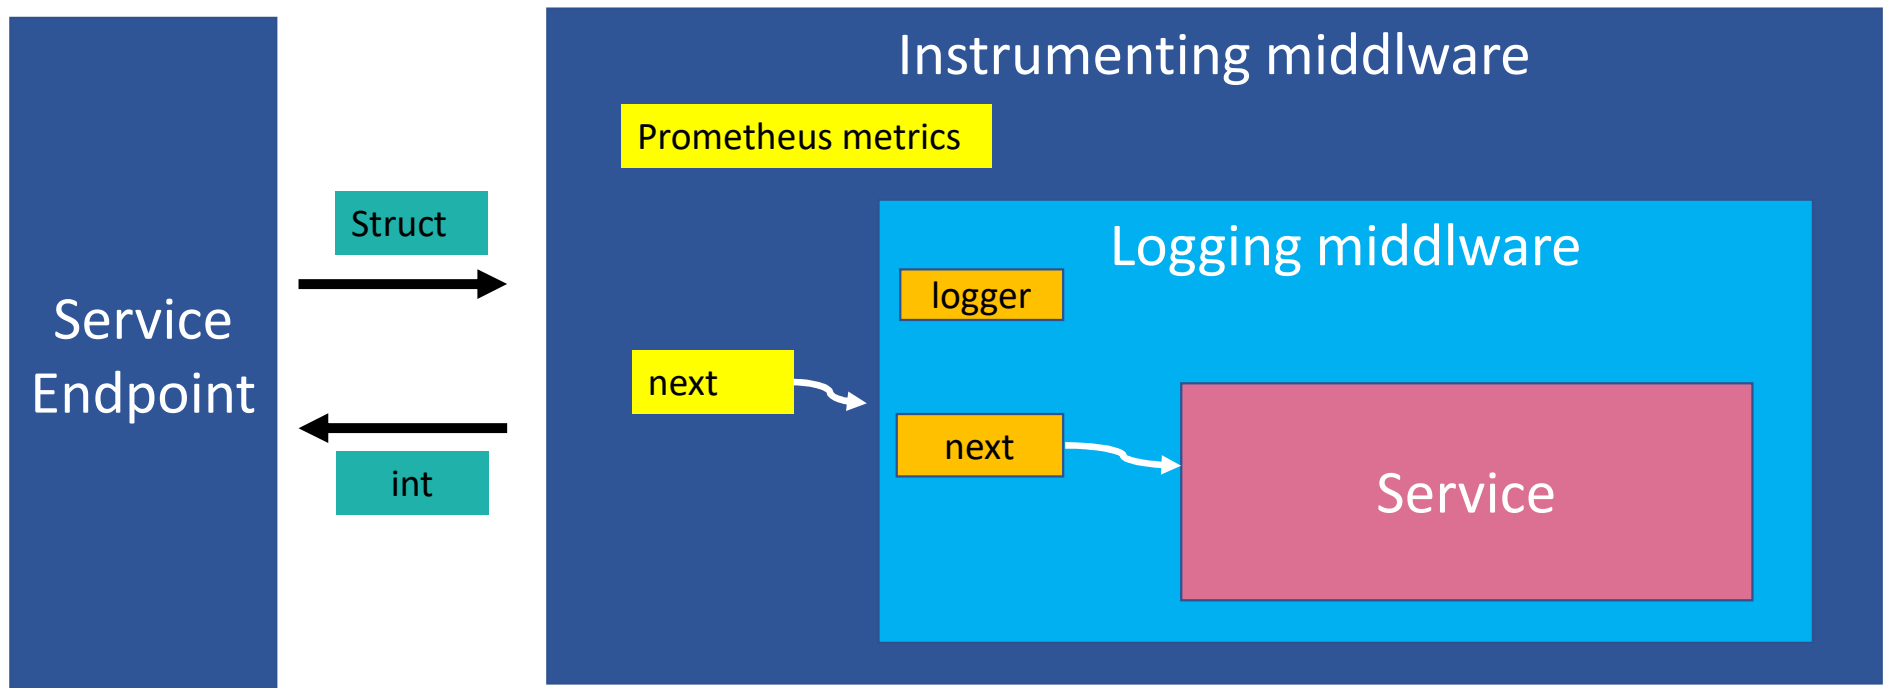 Instrumenting middlware
Prometheus metrics
Struct
Logging middlware
logger
Service
Endpoint
next
next
int
Service